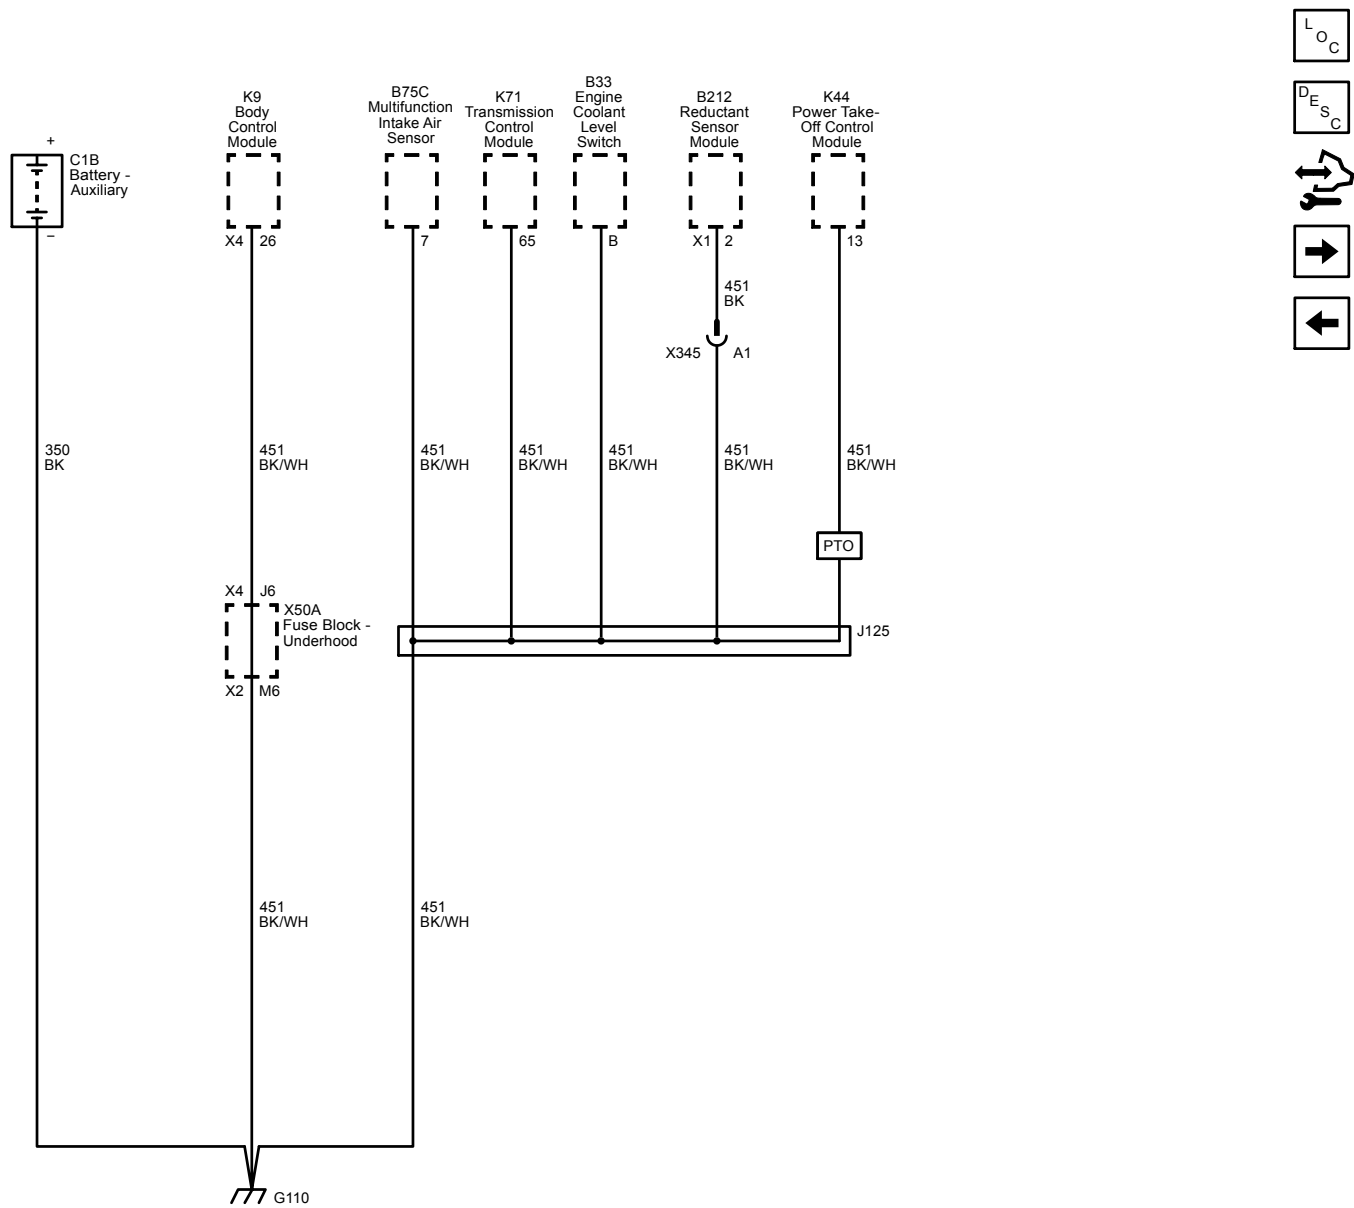 L
O
C
D
E
S
C
+
C1B
Battery -
Auxiliary
–
K9
Body
Control
Module
X4 26
B75C
Multifunction
Intake Air
Sensor
7
K71
Transmission
Control
Module
65
B33
Engine
Coolant
Level
Switch
B
B212
Reductant
Sensor
Module
X1 2
K44
Power Take-
Off Control
Module
13
451
BK
X345 A1
350
BK
451
BK/WH
451
BK/WH
451
BK/WH
451
BK/WH
451
BK/WH
451
BK/WH
PTO
X4 J6
X50A
Fuse Block -
Underhood
X2 M6
J125
451
BK/WH
451
BK/WH
G110